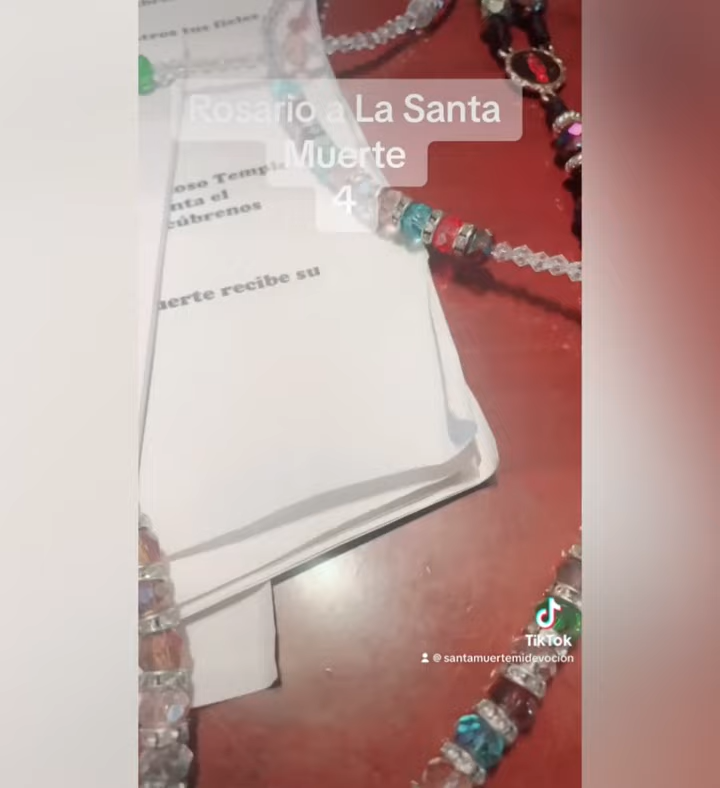 tros tus fieles
Rosario a La Santa
Muerte
4
oso Templ
nta el
cúbrenos
uerte recibe su
TikTok
@santamuertemidevoción